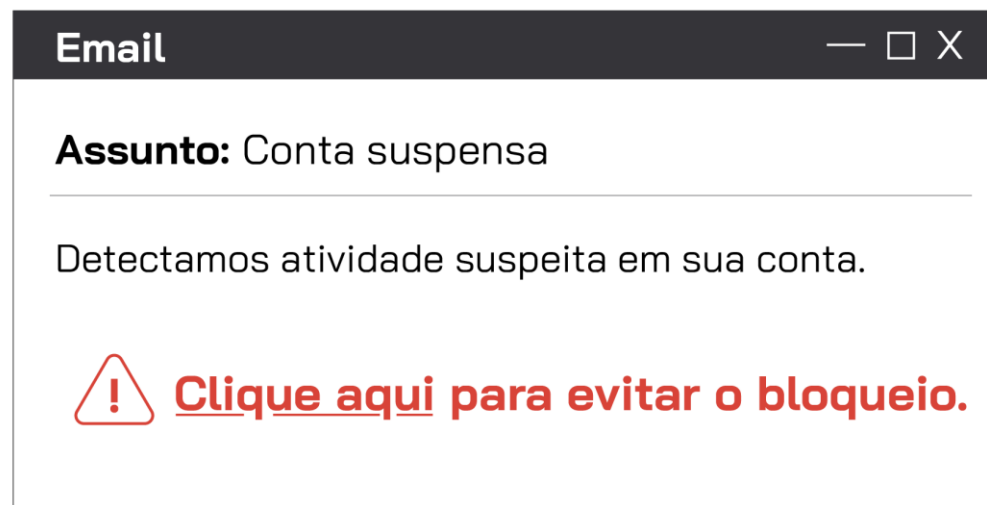 Email
Assunto: Conta suspensa
Detectamos atividade suspeita em sua conta.
Clique aqui para evitar o bloqueio.